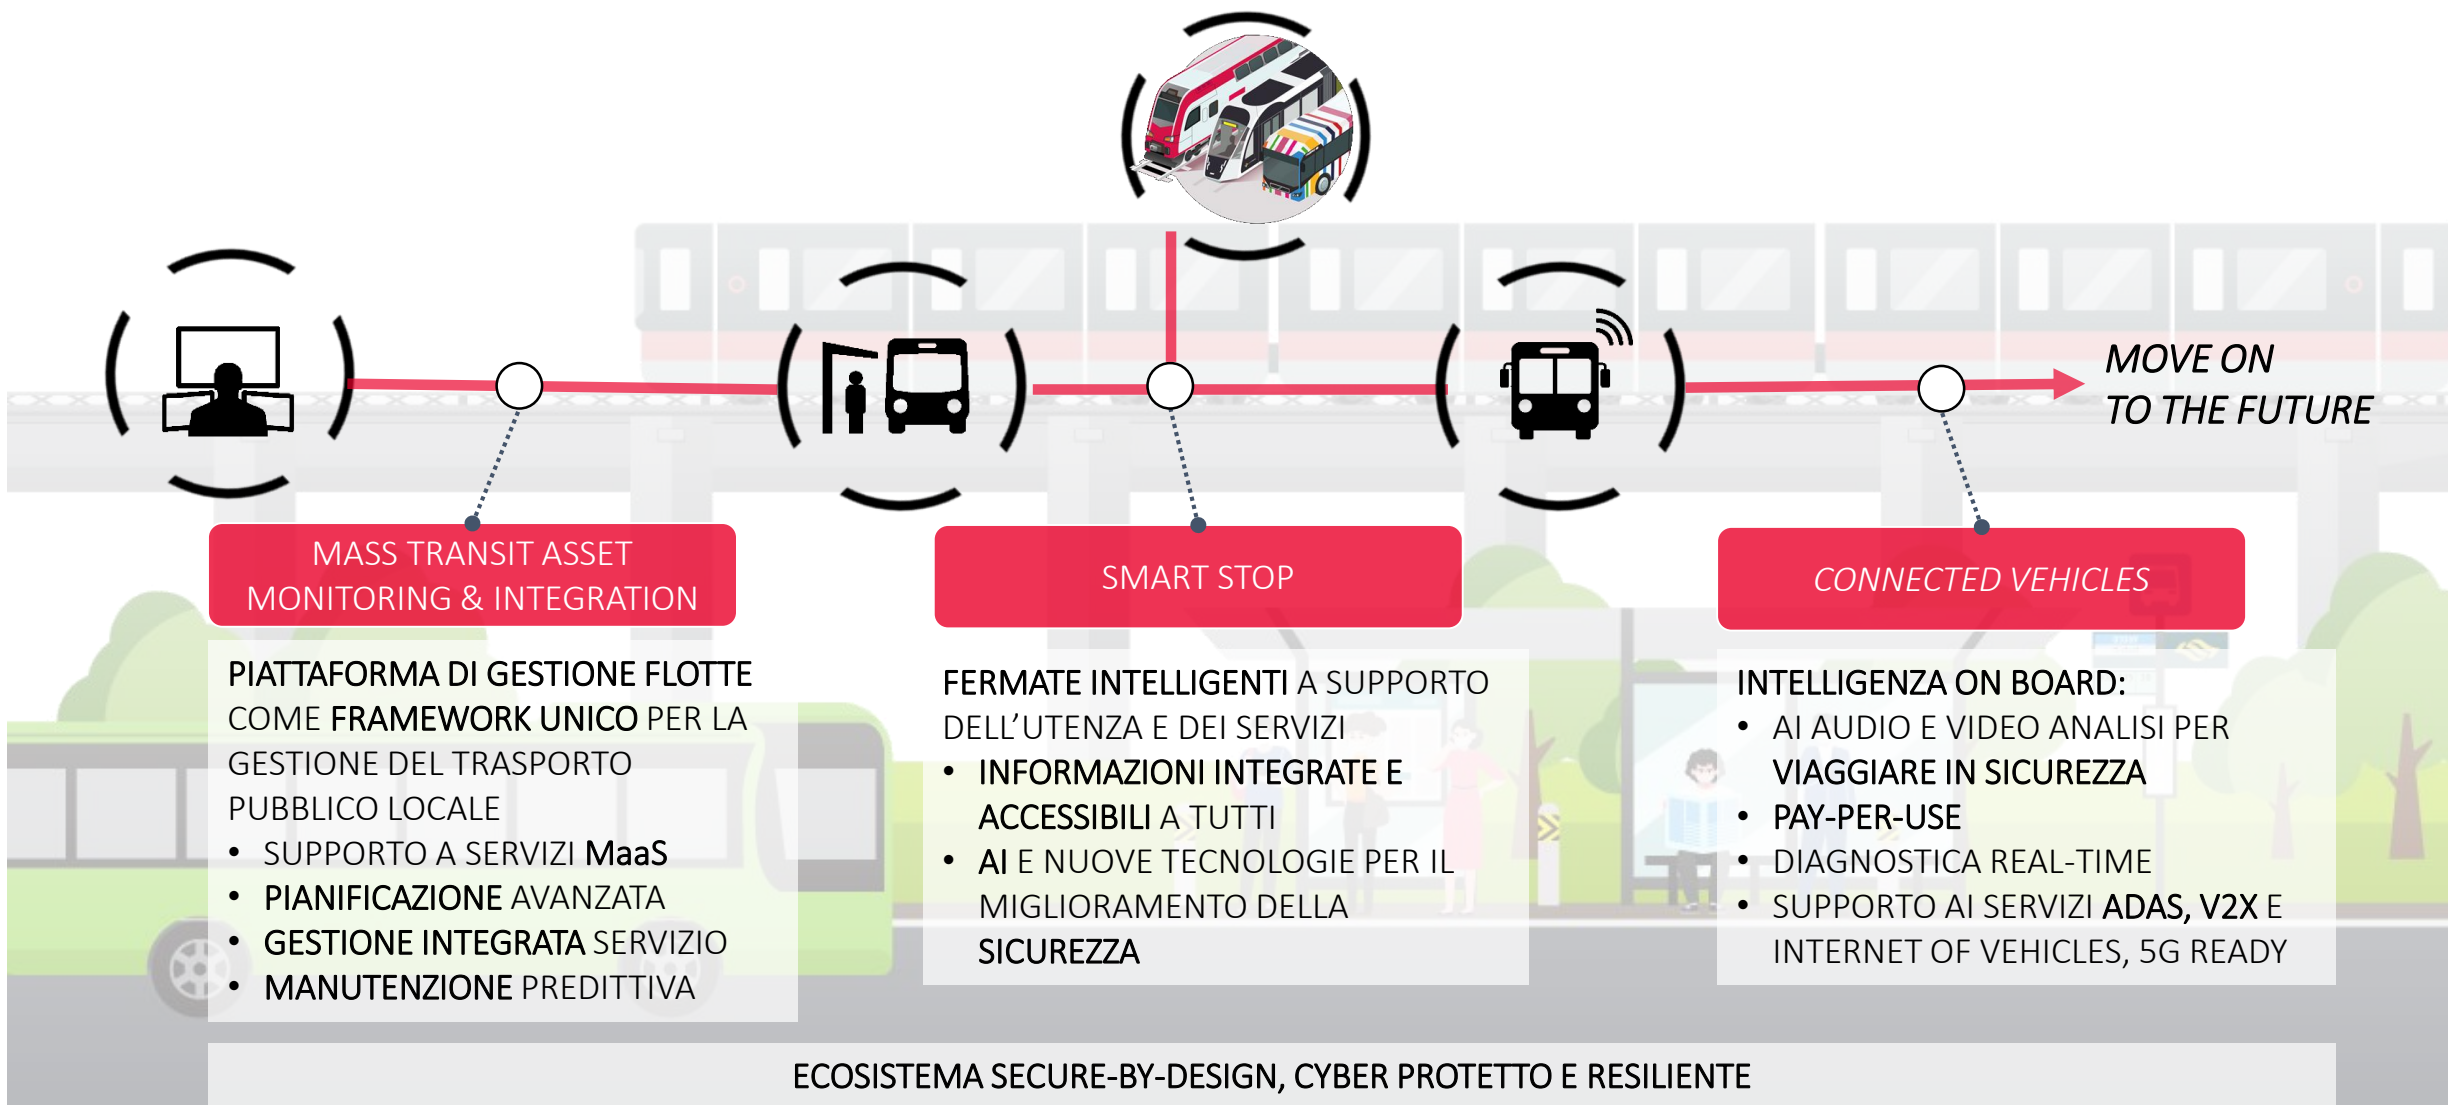 MOVE ON
TO THE FUTURE
MASS TRANSIT ASSET
MONITORING & INTEGRATION
PIATTAFORMA DI GESTIONE FLOTTE
COME FRAMEWORK UNICO PER LA
GESTIONE DEL TRASPORTO
PUBBLICO LOCALE
• SUPPORTO A SERVIZI MaaS
• PIANIFICAZIONE AVANZATA
• GESTIONE INTEGRATA SERVIZIO
• MANUTENZIONE PREDITTIVA
SMART STOP
FERMATE INTELLIGENTI A SUPPORTO
DELL’UTENZA E DEI SERVIZI
• INFORMAZIONI INTEGRATE E
ACCESSIBILI A TUTTI
• AI E NUOVE TECNOLOGIE PER IL
MIGLIORAMENTO DELLA
SICUREZZA
CONNECTED VEHICLES
INTELLIGENZA ON BOARD:
• AI AUDIO E VIDEO ANALISI PER
VIAGGIARE IN SICUREZZA
• PAY-PER-USE
• DIAGNOSTICA REAL-TIME
• SUPPORTO AI SERVIZI ADAS, V2X E
INTERNET OF VEHICLES, 5G READY
ECOSISTEMA SECURE-BY-DESIGN, CYBER PROTETTO E RESILIENTE